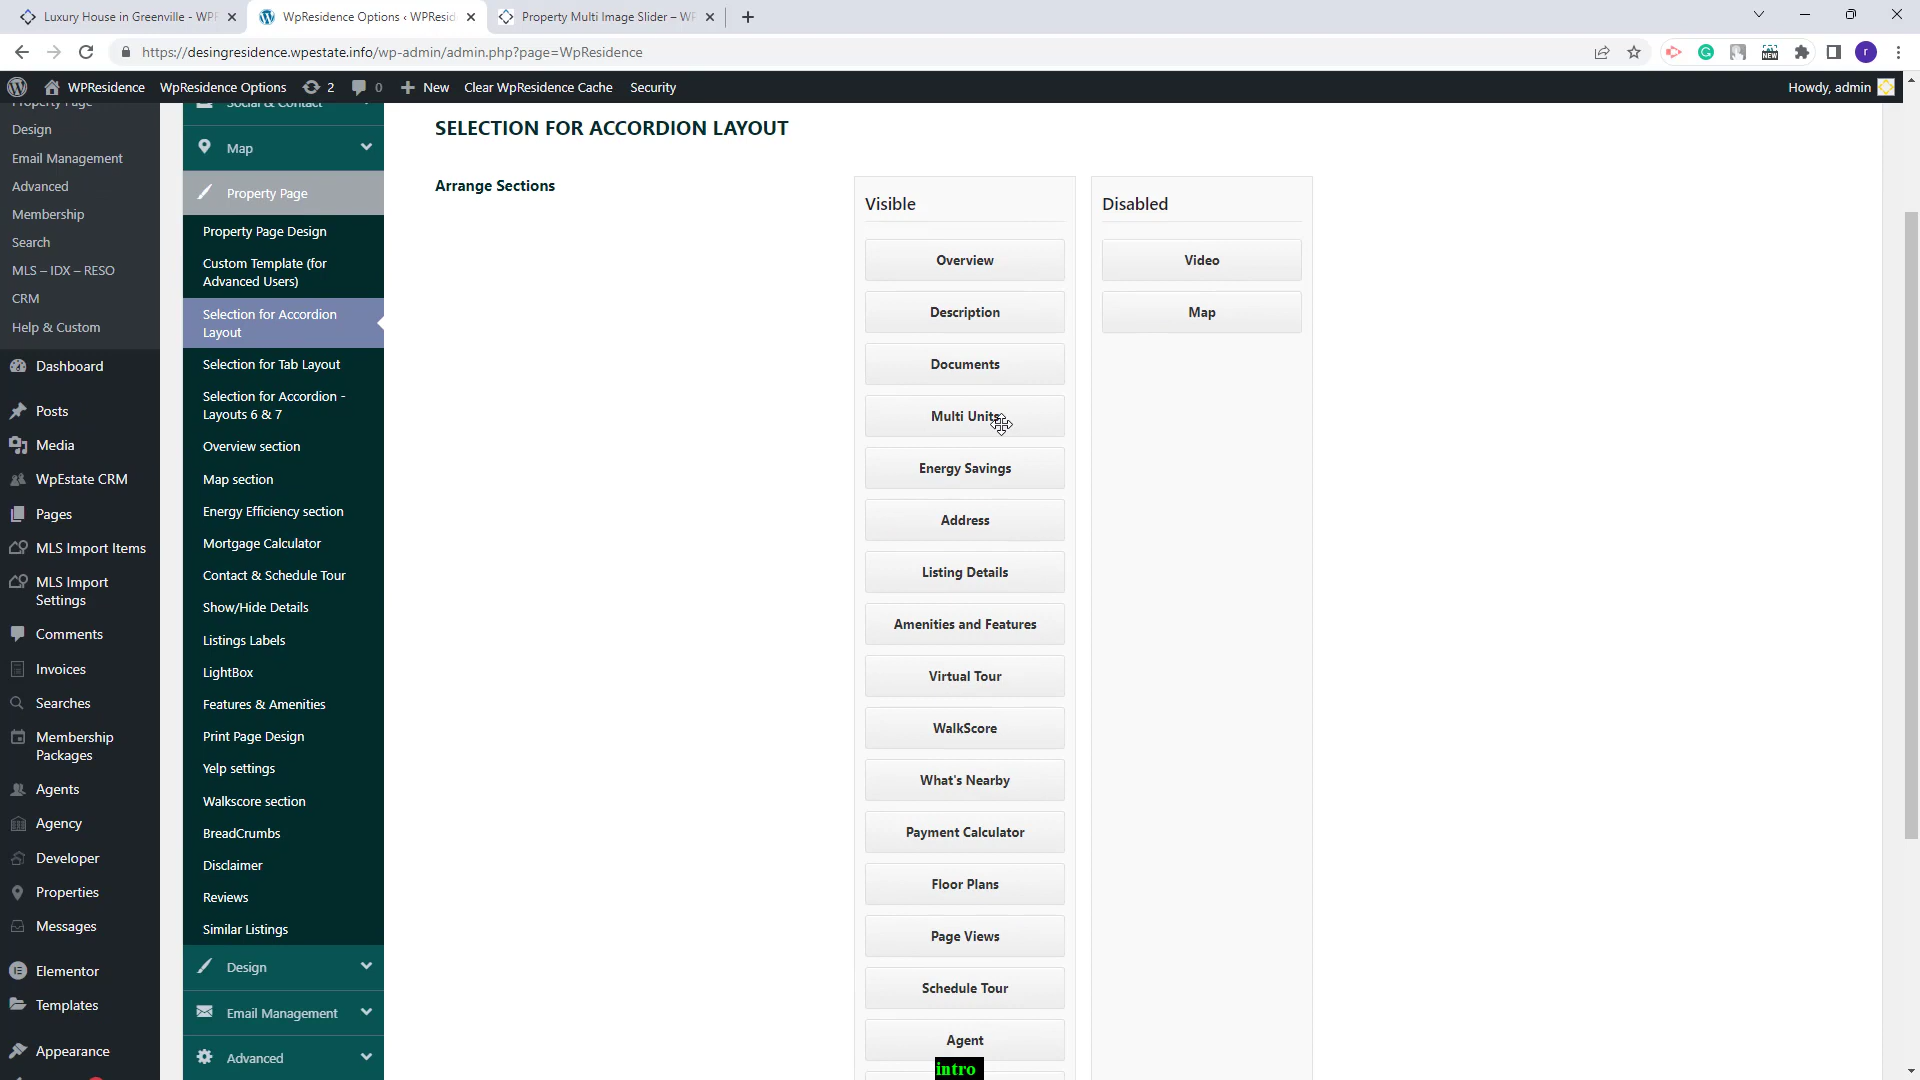 Luxury House in Greenville - WPF
WpResidence Options ‹ WPResid
Property Multi Image Slider – W
https://desingresidence.wpestate.info/wp-admin/admin.php?page=WpResidence
WPResidence
WpResidence Options
2
0
New
Clear WpResidence Cache
Security
Howdy, admin
Property Page
Design
Email Management
Advanced
Membership
Search
MLS – IDX – RESO
CRM
Help & Custom
Dashboard
Posts
Media
WpEstate CRM
Pages
MLS Import Items
MLS Import
Settings
Comments
Invoices
Searches
Membership
Packages
Agents
Agency
Developer
Properties
Messages
Elementor
Templates
Appearance
Social & Contact
Map
Property Page
Property Page Design
Custom Template (for
Advanced Users)
Selection for Accordion
Layout
Selection for Tab Layout
Selection for Accordion -
Layouts 6 & 7
Overview section
Map section
Energy Efficiency section
Mortgage Calculator
Contact & Schedule Tour
Show/Hide Details
Listings Labels
LightBox
Features & Amenities
Print Page Design
Yelp settings
Walkscore section
BreadCrumbs
Disclaimer
Reviews
Similar Listings
Design
Email Management
Advanced
SELECTION FOR ACCORDION LAYOUT
Arrange Sections
Visible
Overview
Description
Documents
Multi Units
Energy Savings
Address
Listing Details
Amenities and Features
Virtual Tour
WalkScore
What's Nearby
Payment Calculator
Floor Plans
Page Views
Schedule Tour
Agent
Disabled
Video
Map
intro